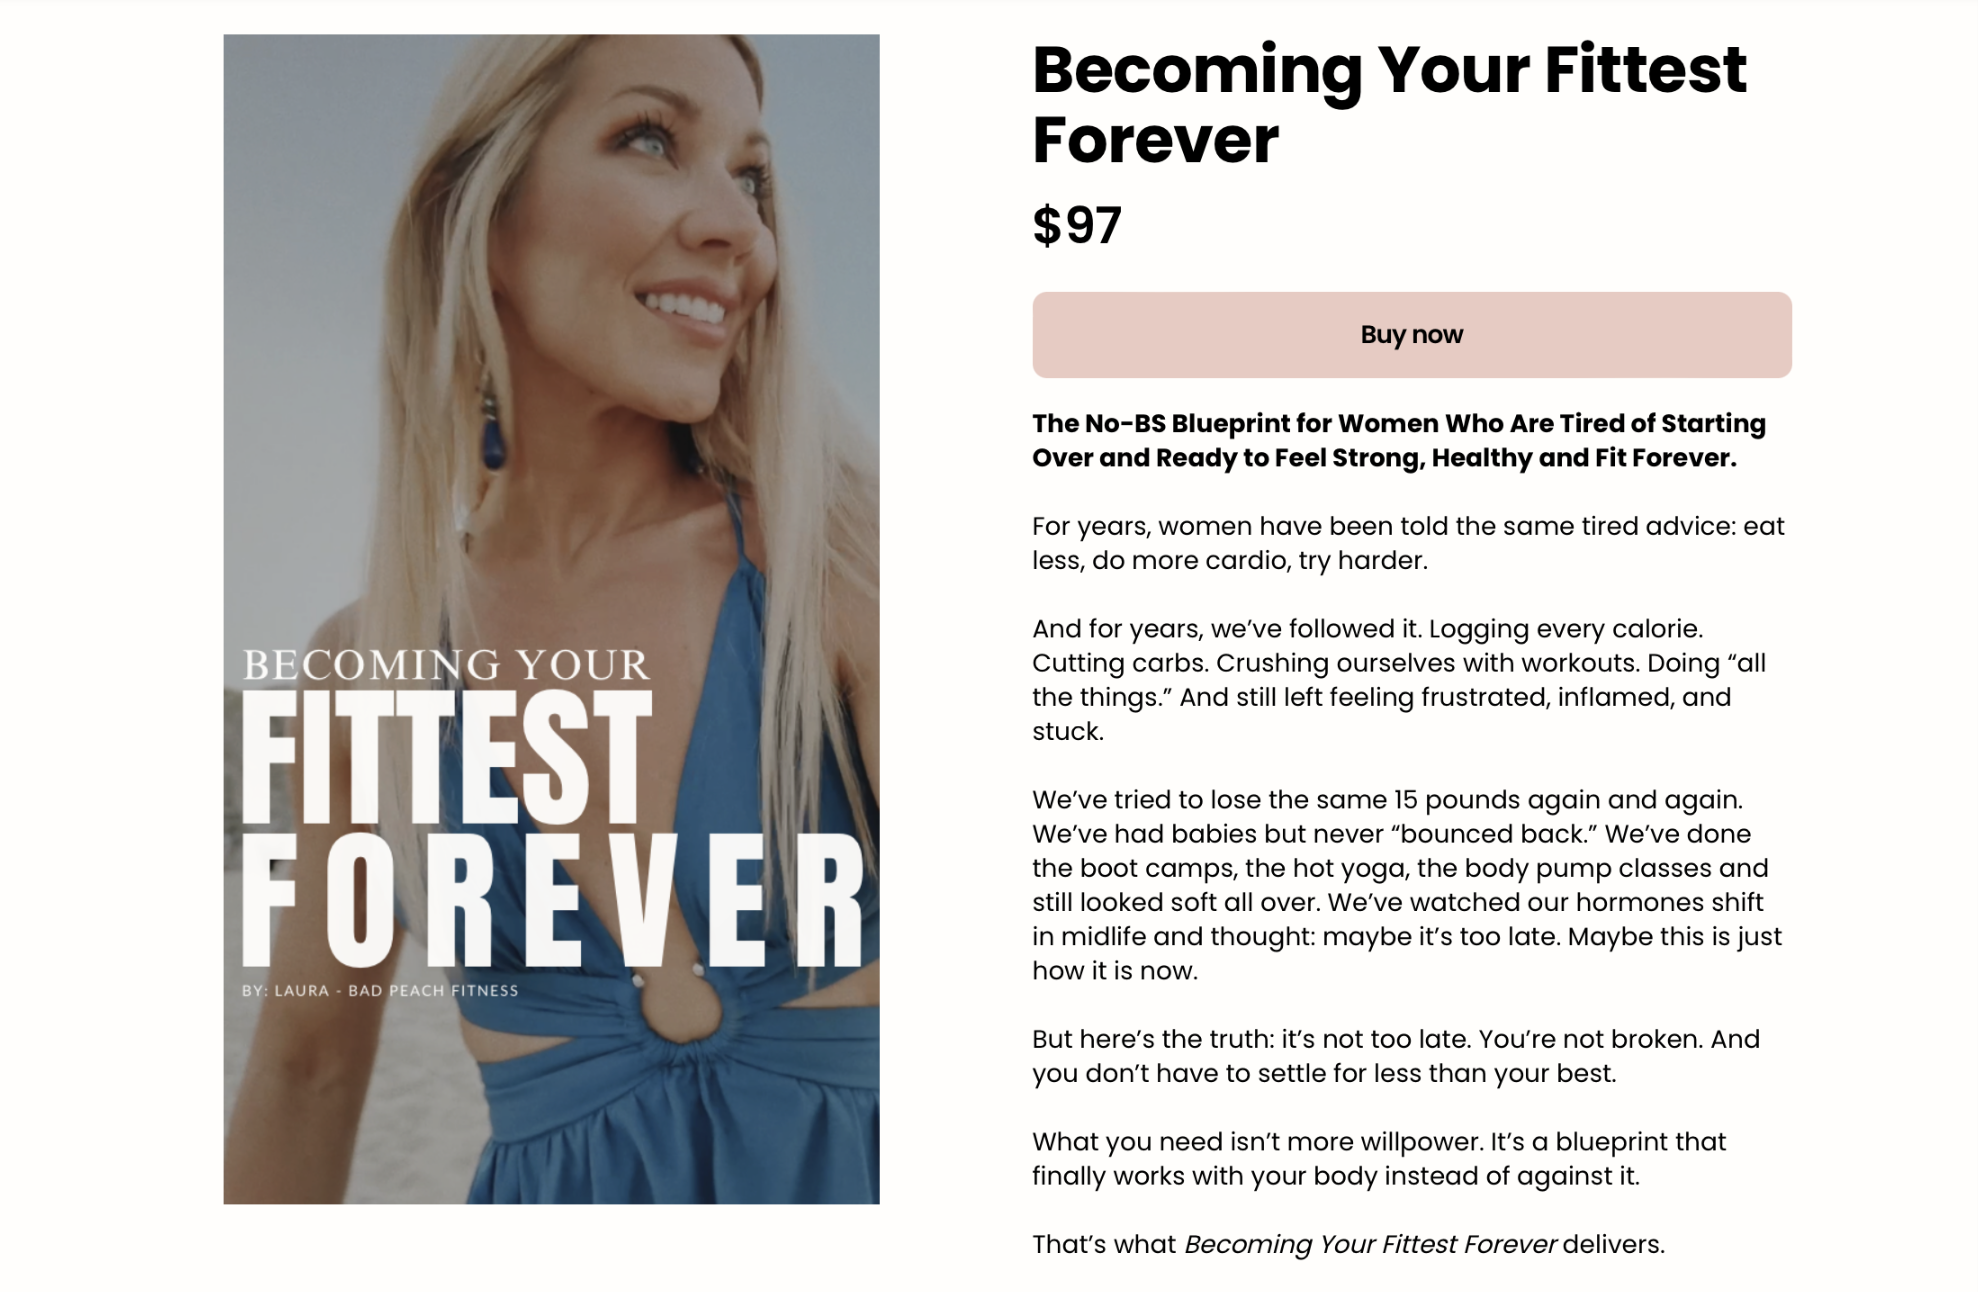 BECOMING YOUR
FITTEST
FOREVER
BY: LAURA - BAD PEACH FITNESS
Becoming Your Fittest
Forever
$97
Buy now
The No-BS Blueprint for Women Who Are Tired of Starting
Over and Ready to Feel Strong, Healthy and Fit Forever.
For years, women have been told the same tired advice: eat
less, do more cardio, try harder.
And for years, we’ve followed it. Logging every calorie.
Cutting carbs. Crushing ourselves with workouts. Doing “all
the things.” And still left feeling frustrated, inflamed, and
stuck.
We’ve tried to lose the same 15 pounds again and again.
We’ve had babies but never “bounced back.” We’ve done
the boot camps, the hot yoga, the body pump classes and
still looked soft all over. We’ve watched our hormones shift
in midlife and thought: maybe it’s too late. Maybe this is just
how it is now.
But here’s the truth: it’s not too late. You’re not broken. And
you don’t have to settle for less than your best.
What you need isn’t more willpower. It’s a blueprint that
finally works with your body instead of against it.
That’s what Becoming Your Fittest Forever delivers.